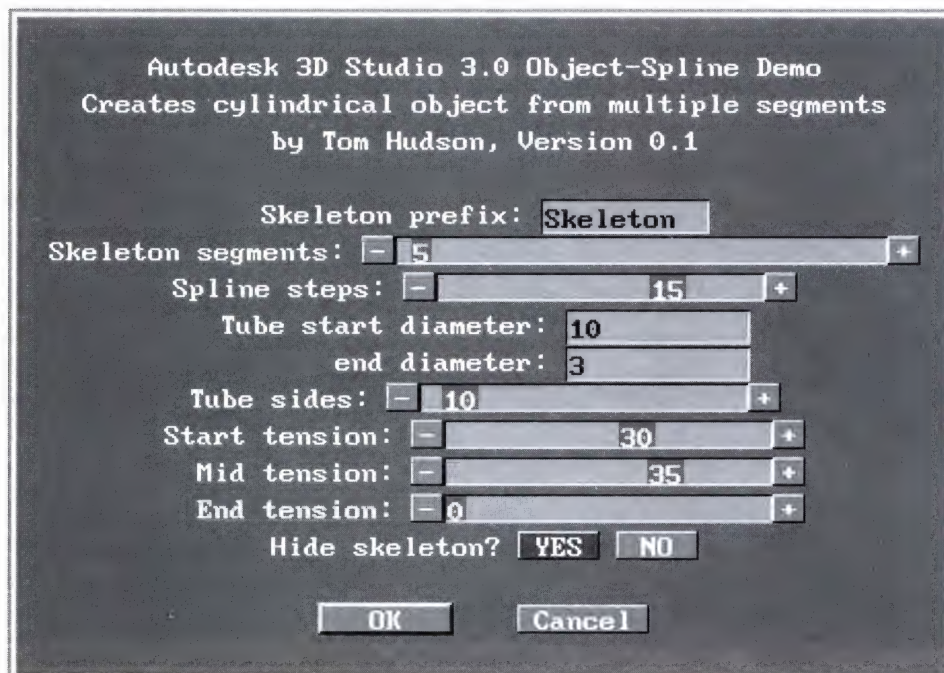 Autodesk 3D Studio 3.0 Object-Spline Demo
Creates cylindrical object from multiple segments
by Tom Hudson, Version 0.1
Skeleton prefix: Skeleton
Skeleton segments: - 5 +
Spline steps: - 15 +
Tube start diameter: 10
end diameter: 3
Tube sides: - 10 +
Start tension: - 30 +
Mid tension: - 35 +
End tension: - 0 +
Hide skeleton? YES NO
OK Cancel